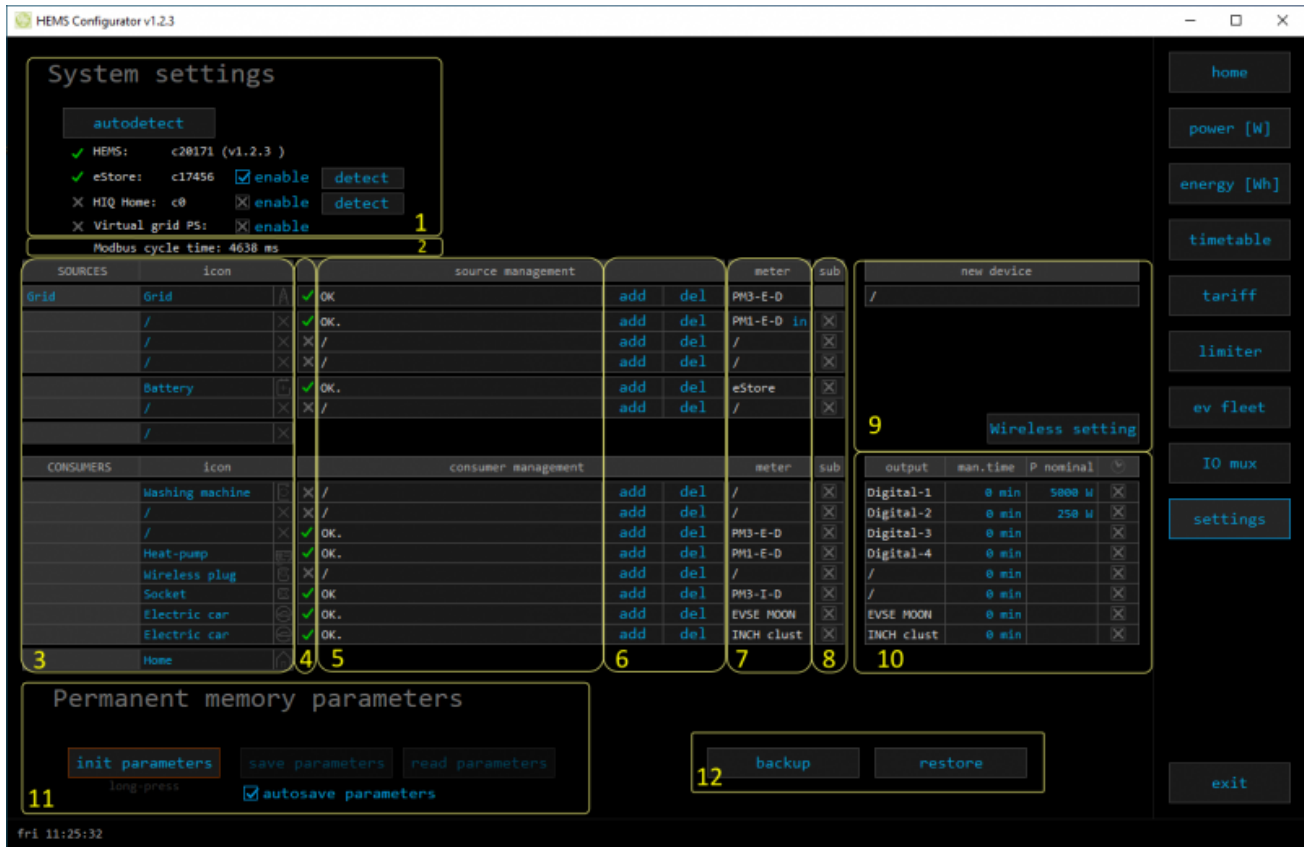 HEMS Configurator v1.2.3
System settings
autodetect
HEMS: c20171 (v1.2.3 )
eStore: c17456 enable detect
HIQ Home: c0 enable detect
Virtual grid PS: enable 1
Modbus cycle time: 4638 ms 2
SOURCES icon source management meter sub new device
Grid Grid OK add del PM3-E-D /
/ OK. add del PM1-E-D in
/ / add del /
/ / add del /
Battery OK. add del eStore
/ / add del /
/
9 Wireless setting
CONSUMERS icon consumer management meter sub output man.time P nominal
Washing machine / add del / Digital-1 0 min 5000 W
/ / add del / Digital-2 0 min 250 W
/ OK. add del PM3-E-D Digital-3 0 min
Heat-pump OK. add del PM1-E-D Digital-4 0 min
Wireless plug / add del / / 0 min
Socket OK add del PM3-I-D / 0 min
Electric car OK. add del EVSE MOON EVSE MOON 0 min
Electric car OK. add del INCH clust INCH clust 0 min
3 Home 4 5 6 7 8 10
Permanent memory parameters
init parameters save parameters read parameters
long-press
11 autosave parameters
12 backup restore
home
power [W]
energy [Wh]
timetable
tariff
limiter
ev fleet
IO mux
settings
exit
fri 11:25:32